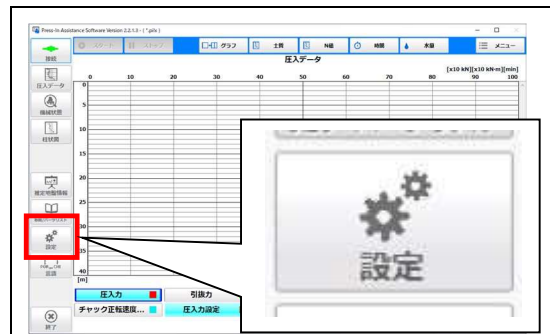 Press-In Assistance Software Version 2.2.1.5 - ( *.pilx )
接続
スタート
ストップ
グラフ
土質
N値
時間
水量
メニュー
圧入データ
[x10 kN][x10 kN-m][min]
0 10 20 30 40 50 60 70 80 90 100
圧入データ
機械状態
柱状図
推定地盤情報
設定
言語
終了
0
5
10
15
20
25
30
35
40
[m]
圧入力
引抜力
チャック正転速度...
圧入力設定
設定